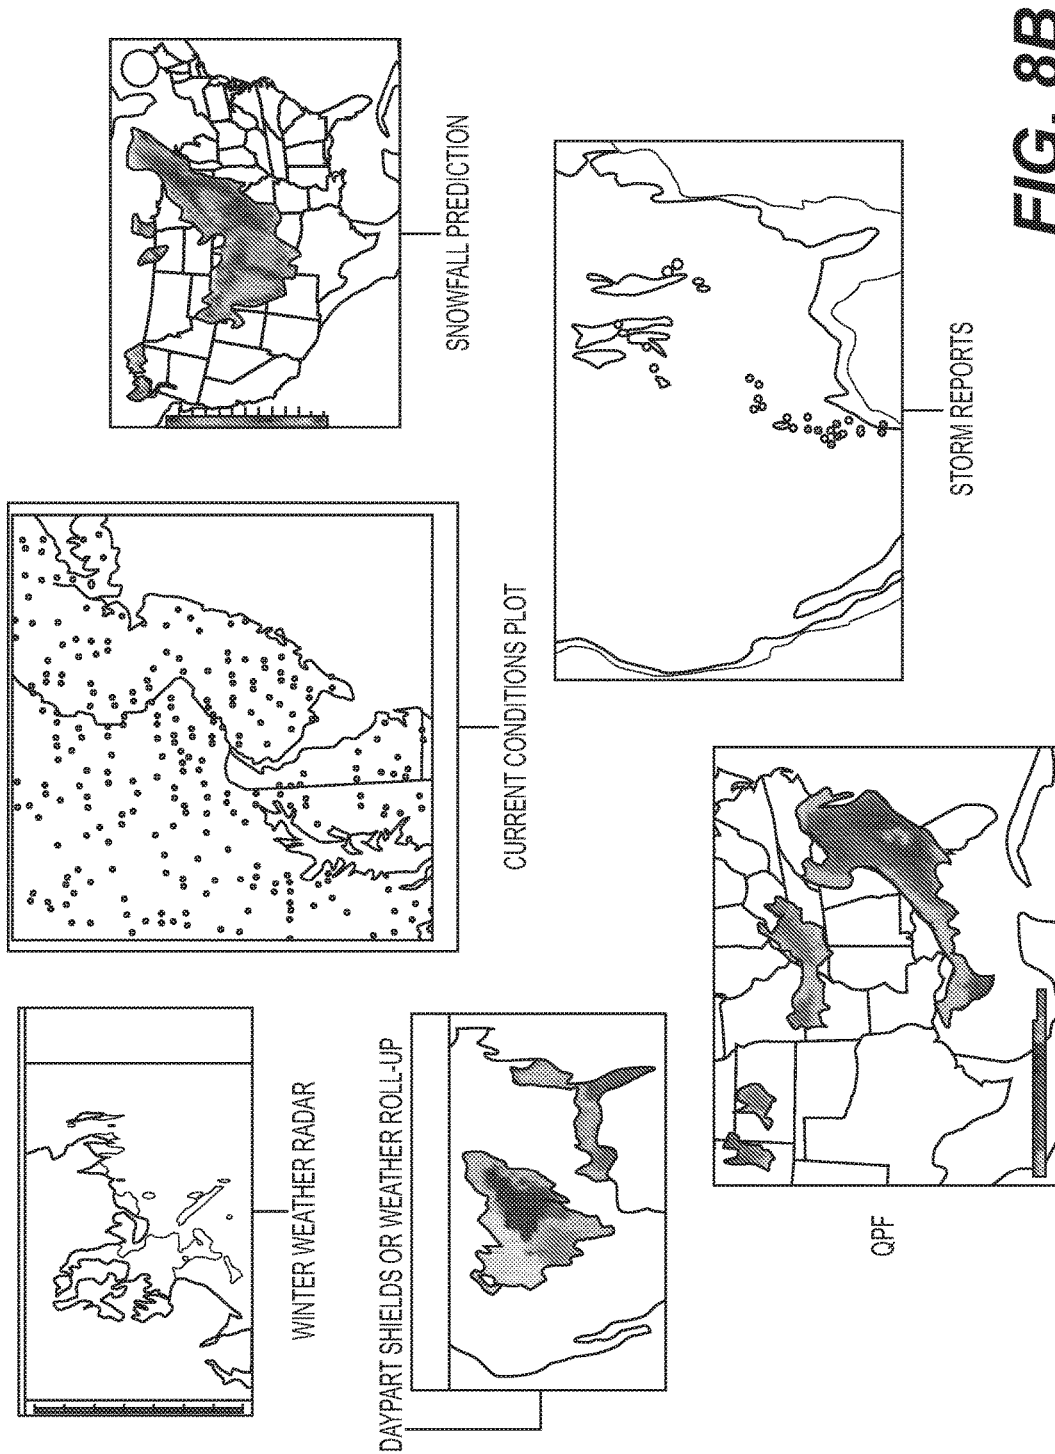 WINTER WEATHER RADAR
CURRENT CONDITIONS PLOT
SNOWFALL PREDICTION
DAYPART SHIELDS OR WEATHER ROLL-UP
QPF
STORM REPORTS
FIG. 8B